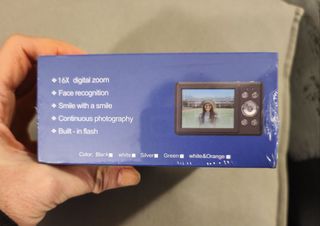 ❖16X digital zoom
❖Face recognition
❖Smile with a smile
❖Continuous photography
❖Built-in flash
Color: Black■ white■ Silver■ Green■ white&Orange■